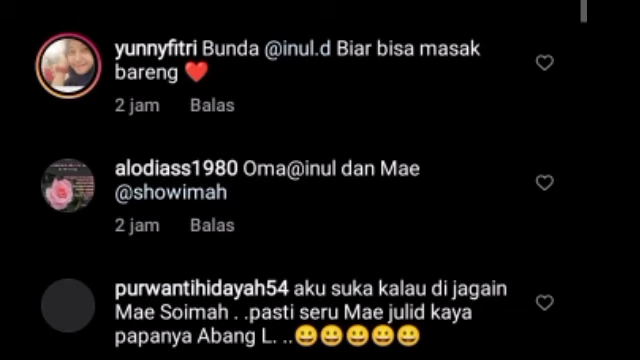 yunnyfitri Bunda @inul.d Biar bisa masak
bareng ❤️
2 jam Balas
alodiass1980 Oma@inul dan Mae
@showimah
2 jam Balas
purwantihidayah54 aku suka kalau di jagain
Mae Soimah . .pasti seru Mae julid kaya
papanya Abang L. ..😀😀😀😀😀